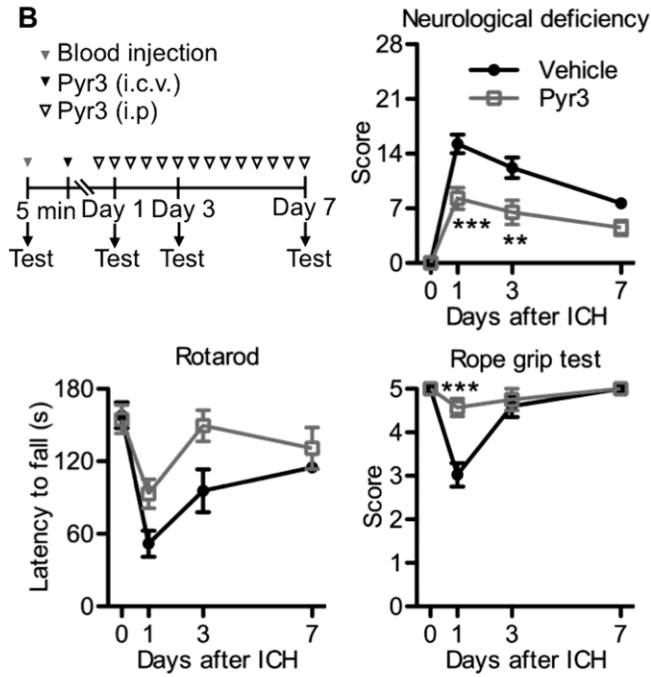 B
Blood injection
Pyr3 (i.c.v.)
Pyr3 (i.p)
5 min Day 1 Day 3 Day 7
Test Test Test Test
Neurological deficiency
Vehicle
Pyr3
Score
28
21
14
7
0
***
**
0 1 3 7
Days after ICH
Rotarod
Latency to fall (s)
180
120
60
0
0 1 3 7
Days after ICH
Rope grip test
Score
5
4
3
2
1
0
***
0 1 3 7
Days after ICH